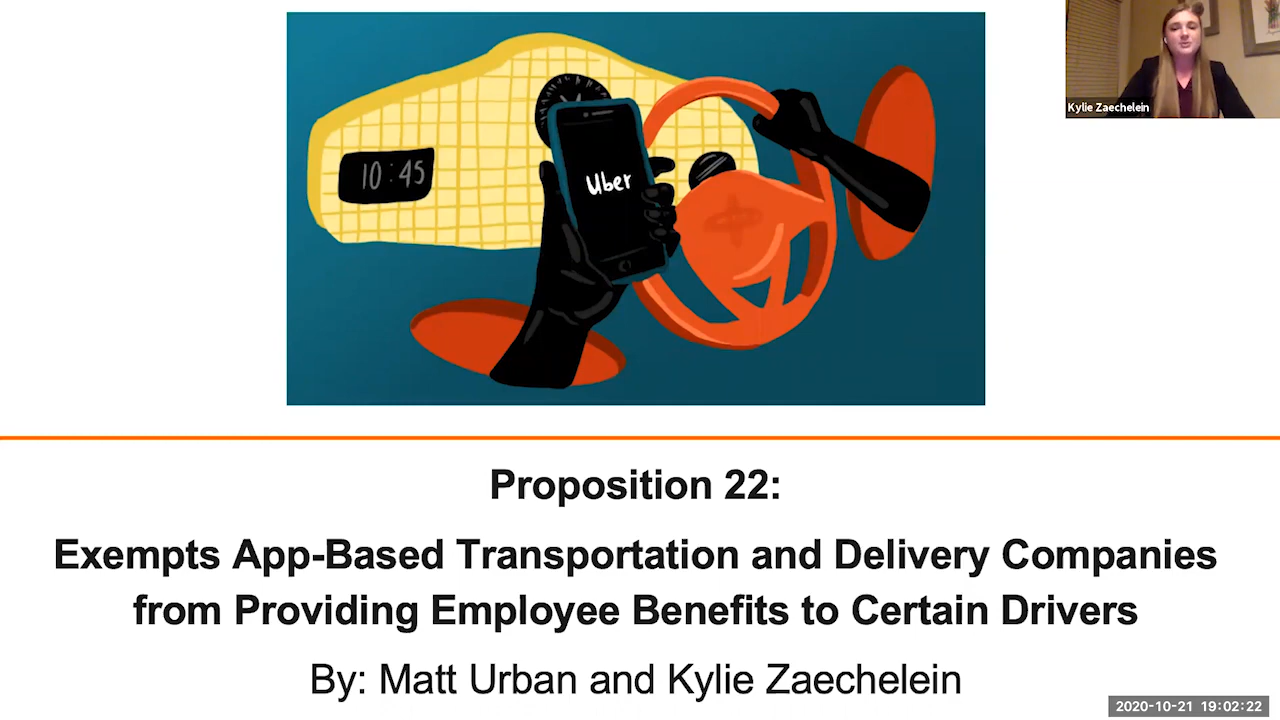 Kylie Zaechelein
10:45
Uber
Proposition 22:
Exempts App-Based Transportation and Delivery Companies
from Providing Employee Benefits to Certain Drivers
By: Matt Urban and Kylie Zaechelein
2020-10-21 19:02:22